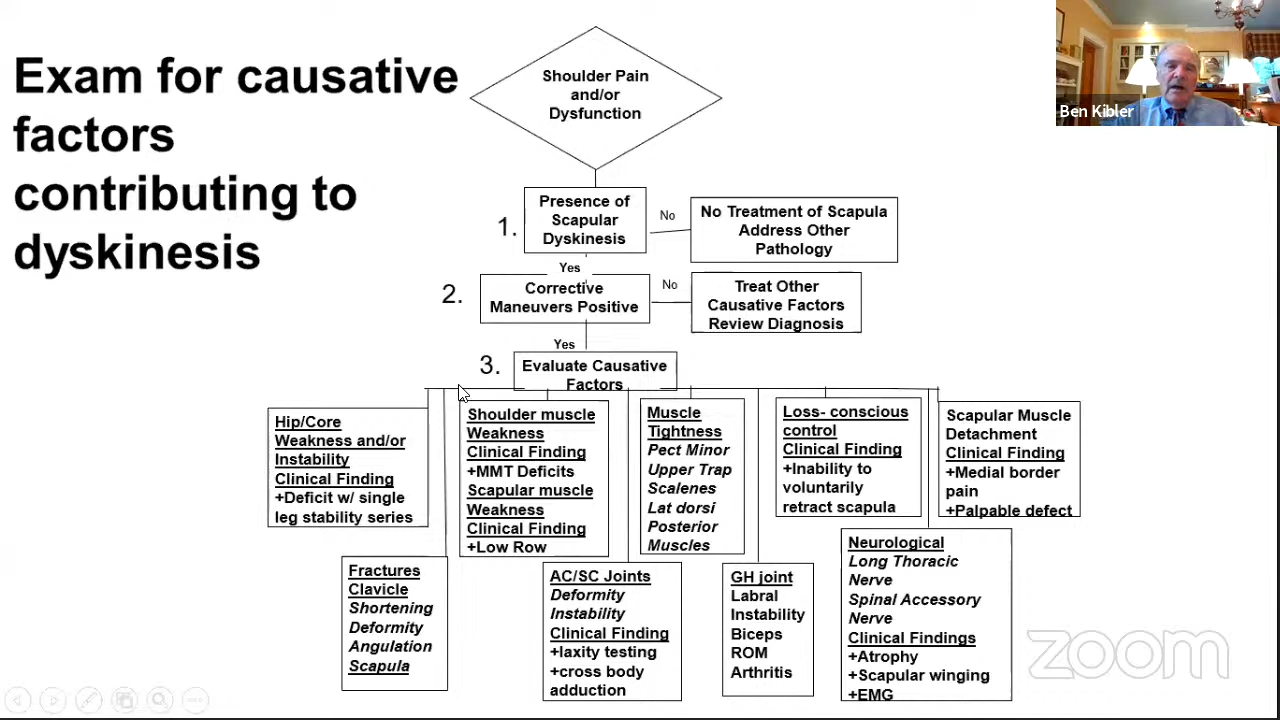 Exam for causative
factors
contributing to
dyskinesis
Ben Kibler
Shoulder Pain
and/or
Dysfunction
1.
Presence of
Scapular
Dyskinesis
No
No Treatment of Scapula
Address Other
Pathology
Yes
2.
Corrective
Maneuvers Positive
No
Treat Other
Causative Factors
Review Diagnosis
Yes
3.
Evaluate Causative
Factors
Hip/Core
Weakness and/or
Instability
Clinical Finding
+Deficit w/ single
leg stability series
Shoulder muscle
Weakness
Clinical Finding
+MMT Deficits
Scapular muscle
Weakness
Clinical Finding
+Low Row
Muscle
Tightness
Pect Minor
Upper Trap
Scalenes
Lat dorsi
Posterior
Muscles
Loss- conscious
control
Clinical Finding
+Inability to
voluntarily
retract scapula
Scapular Muscle
Detachment
Clinical Finding
+Medial border
pain
+Palpable defect
Fractures
Clavicle
Shortening
Deformity
Angulation
Scapula
AC/SC Joints
Deformity
Instability
Clinical Finding
+laxity testing
+cross body
adduction
GH joint
Labral
Instability
Biceps
ROM
Arthritis
Neurological
Long Thoracic
Nerve
Spinal Accessory
Nerve
Clinical Findings
+Atrophy
+Scapular winging
+EMG
zoom